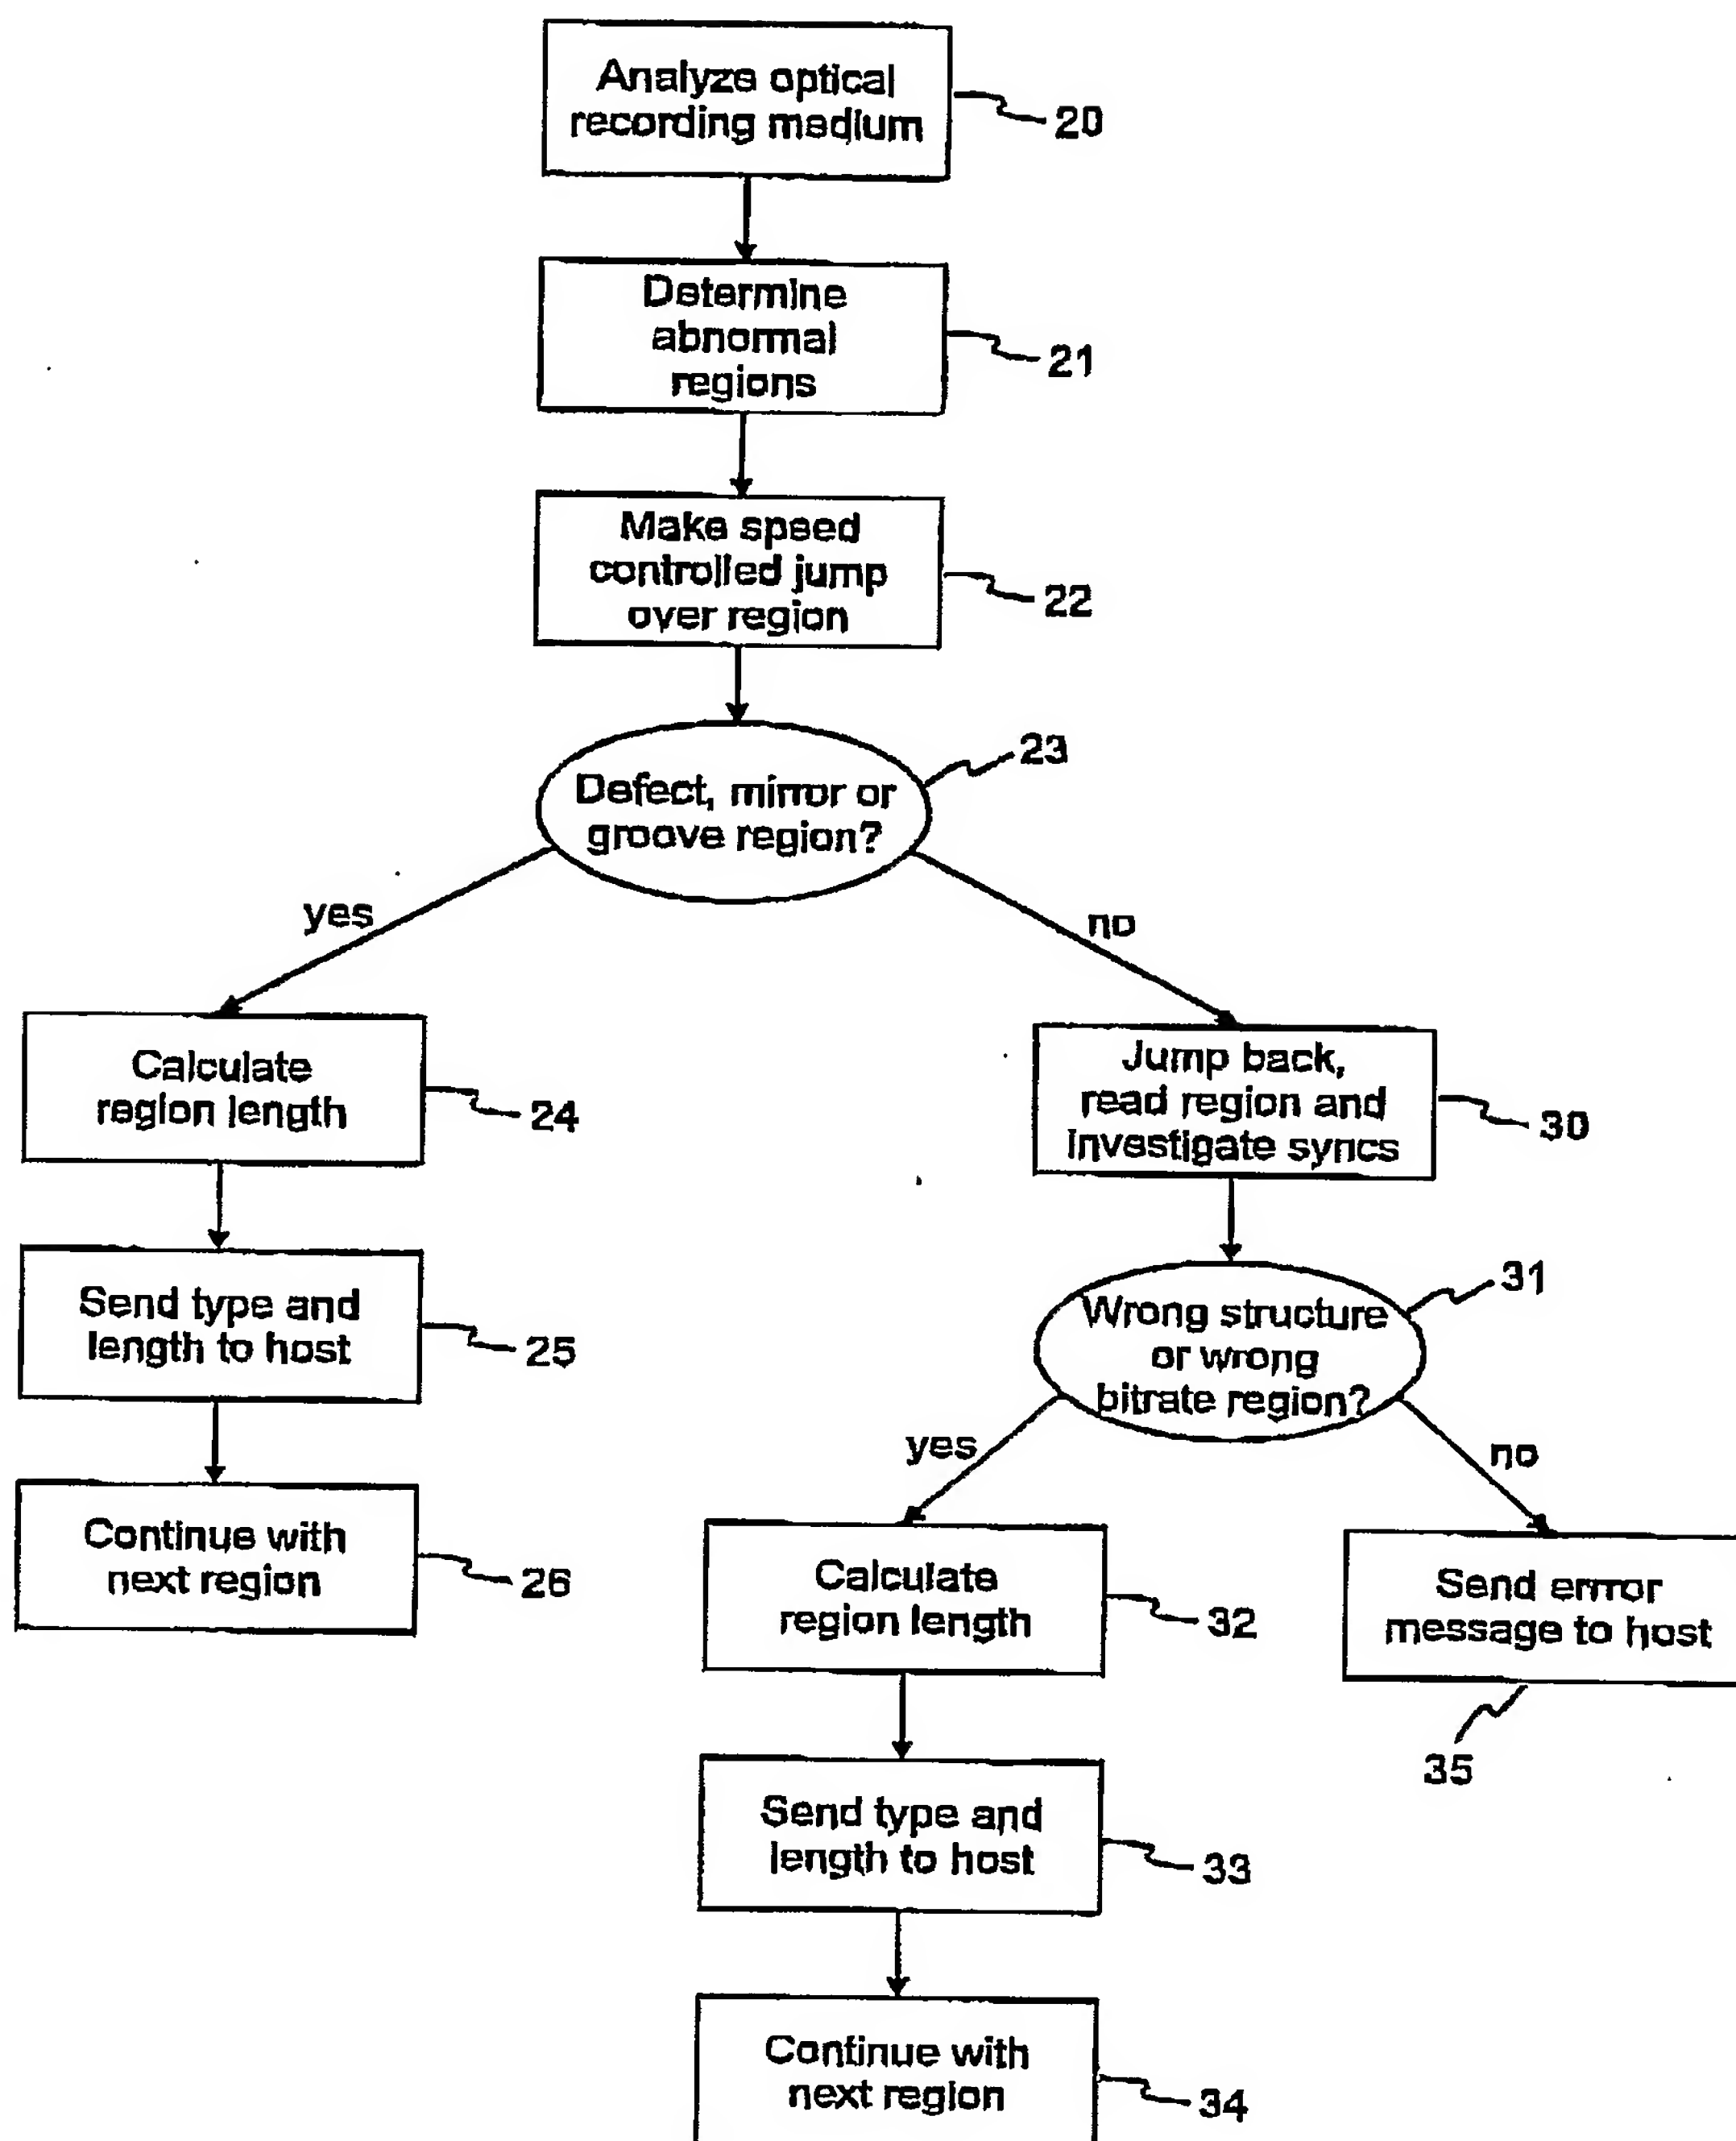 Analyze optical
recording medium
20
Determine
abnormal
regions
21
Make speed
controlled jump
over region
22
23
Defect, mirror or
groove region?
yes
no
Calculate
region length
24
Jump back,
read region and
investigate syncs
30
Send type and
length to host
25
31
Wrong structure
or wrong
bitrate region?
yes
no
Continue with
next region
26
Calculate
region length
32
Send error
message to host
35
Send type and
length to host
33
Continue with
next region
34